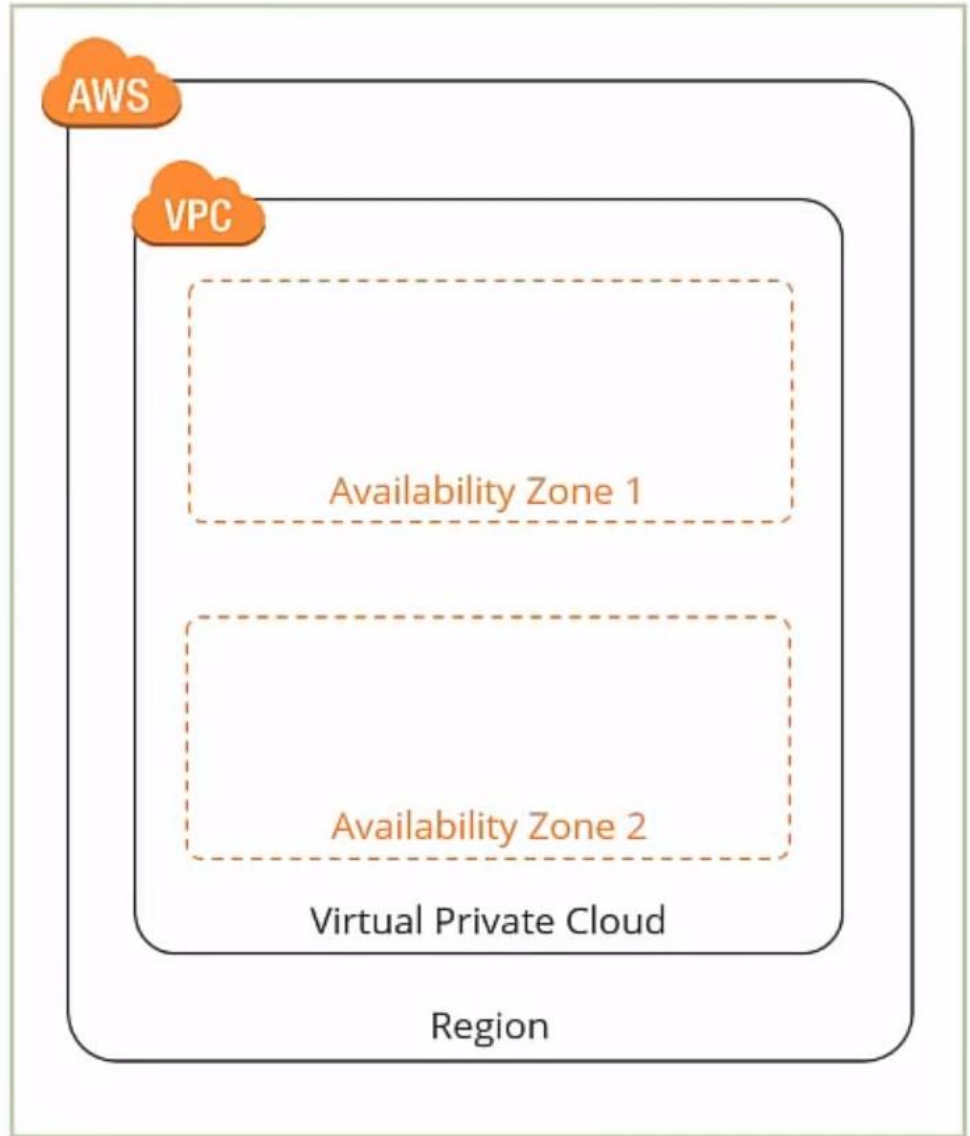 AWS
VPC
Availability Zone 1
Availability Zone 2
Virtual Private Cloud
Region